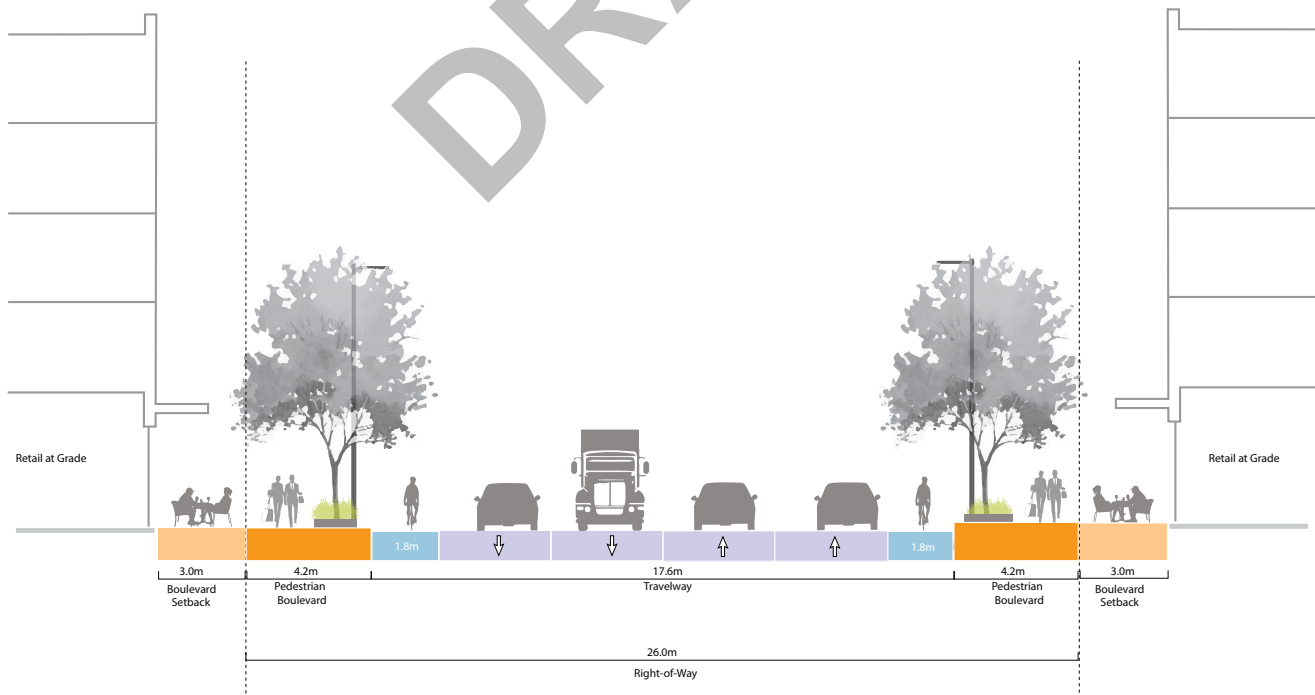 DRA
Retail at Grade
Retail at Grade
1.8m
1.8m
3.0m
4.2m
17.6m
4.2m
3.0m
Boulevard
Setback
Pedestrian
Boulevard
Travelway
Pedestrian
Boulevard
Boulevard
Setback
26.0m
Right-of-Way